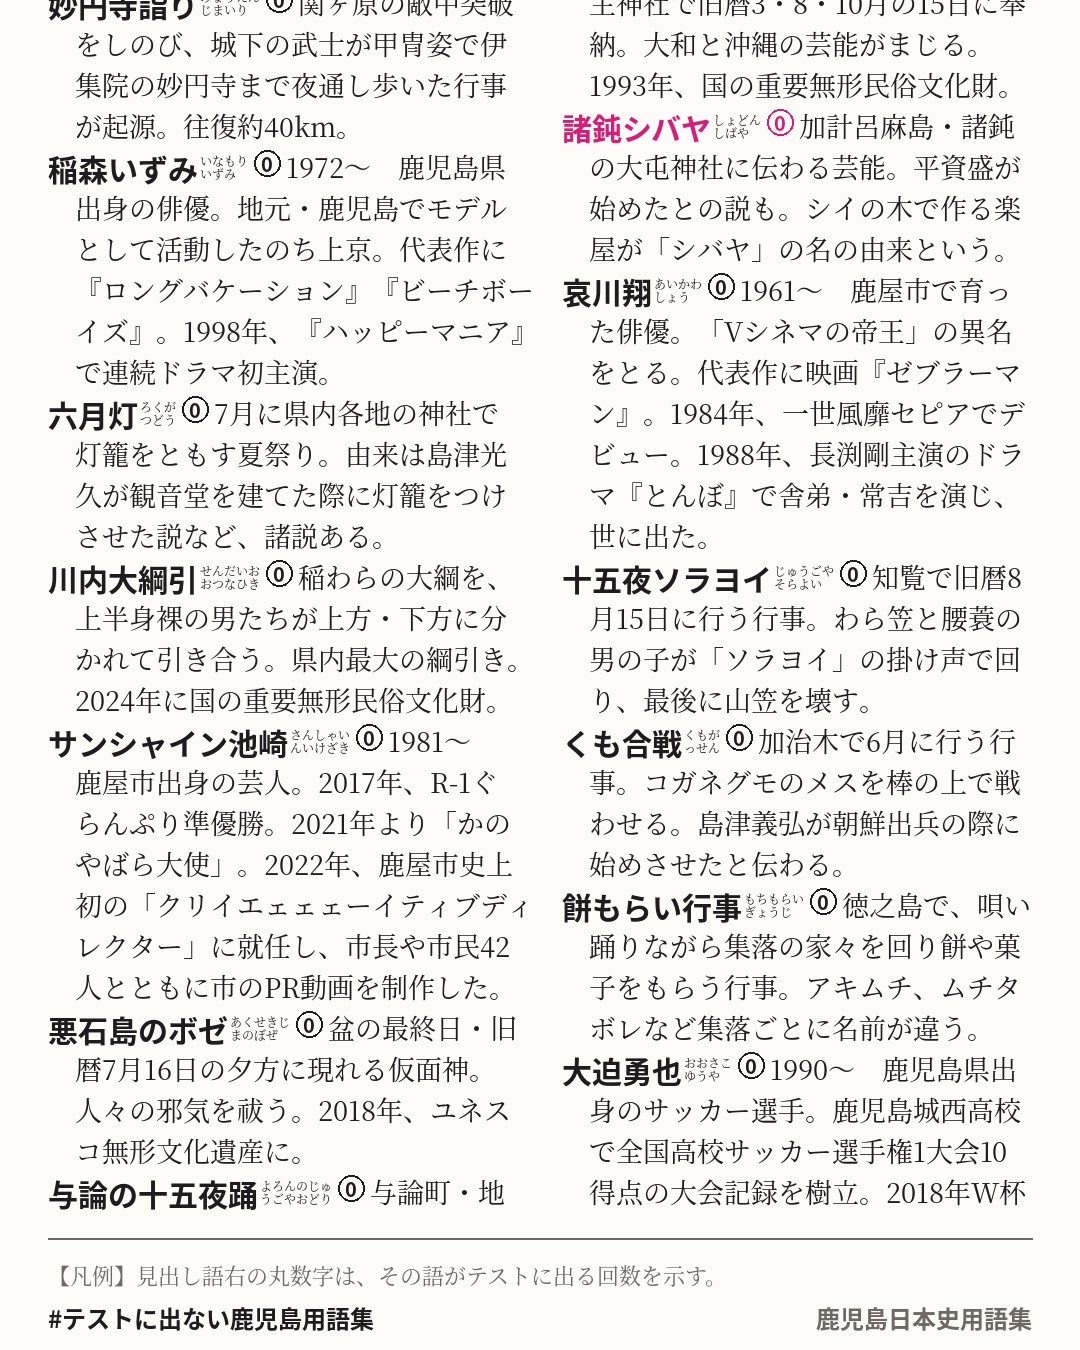 妙円寺詣り じまいり ⓪ 関ヶ原の敵中突破
をしのび、城下の武士が甲冑姿で伊
集院の妙円寺まで夜通し歩いた行事
が起源。往復約40km。
稲森いずみ いなもりいずみ ⓪ 1972〜　鹿児島県
出身の俳優。地元・鹿児島でモデル
として活動したのち上京。代表作に
『ロングバケーション』『ビーチボー
イズ』。1998年、『ハッピーマニア』
で連続ドラマ初主演。
六月灯 ろくがつどう ⓪ 7月に県内各地の神社で
灯籠をともす夏祭り。由来は島津光
久が観音堂を建てた際に灯籠をつけ
させた説など、諸説ある。
川内大綱引 せんだいおおつなひき ⓪ 稲わらの大綱を、
上半身裸の男たちが上方・下方に分
かれて引き合う。県内最大の綱引き。
2024年に国の重要無形民俗文化財。
サンシャイン池崎 さんしゃいんいけざき ⓪ 1981〜
鹿屋市出身の芸人。2017年、R-1ぐ
らんぷり準優勝。2021年より「かの
やばら大使」。2022年、鹿屋市史上
初の「クリイエェェェーイティブディ
レクター」に就任し、市長や市民42
人とともに市のPR動画を制作した。
悪石島のボゼ あくせきじまのぼぜ ⓪ 盆の最終日・旧
暦7月16日の夕方に現れる仮面神。
人々の邪気を祓う。2018年、ユネス
コ無形文化遺産に。
与論の十五夜踊 よろんのじゅうごやおどり ⓪ 与論町・地
主神社で旧暦3・8・10月の15日に奉
納。大和と沖縄の芸能がまじる。
1993年、国の重要無形民俗文化財。
諸鈍シバヤ しょどんしばや ⓪ 加計呂麻島・諸鈍
の大屯神社に伝わる芸能。平資盛が
始めたとの説も。シイの木で作る楽
屋が「シバヤ」の名の由来という。
哀川翔 あいかわしょう ⓪ 1961〜　鹿屋市で育っ
た俳優。「Vシネマの帝王」の異名
をとる。代表作に映画『ゼブラーマ
ン』。1984年、一世風靡セピアでデ
ビュー。1988年、長渕剛主演のドラ
マ『とんぼ』で舎弟・常吉を演じ、
世に出た。
十五夜ソラヨイ じゅうごやそらよい ⓪ 知覧で旧暦8
月15日に行う行事。わら笠と腰蓑の
男の子が「ソラヨイ」の掛け声で回
り、最後に山笠を壊す。
くも合戦 くもがっせん ⓪ 加治木で6月に行う行
事。コガネグモのメスを棒の上で戦
わせる。島津義弘が朝鮮出兵の際に
始めさせたと伝わる。
餅もらい行事 もちもらいぎょうじ ⓪ 徳之島で、唄い
踊りながら集落の家々を回り餅や菓
子をもらう行事。アキムチ、ムチタ
ボレなど集落ごとに名前が違う。
大迫勇也 おおさこゆうや ⓪ 1990〜　鹿児島県出
身のサッカー選手。鹿児島城西高校
で全国高校サッカー選手権1大会10
得点の大会記録を樹立。2018年W杯
【凡例】見出し語右の丸数字は、その語がテストに出る回数を示す。
#テストに出ない鹿児島用語集
鹿児島日本史用語集